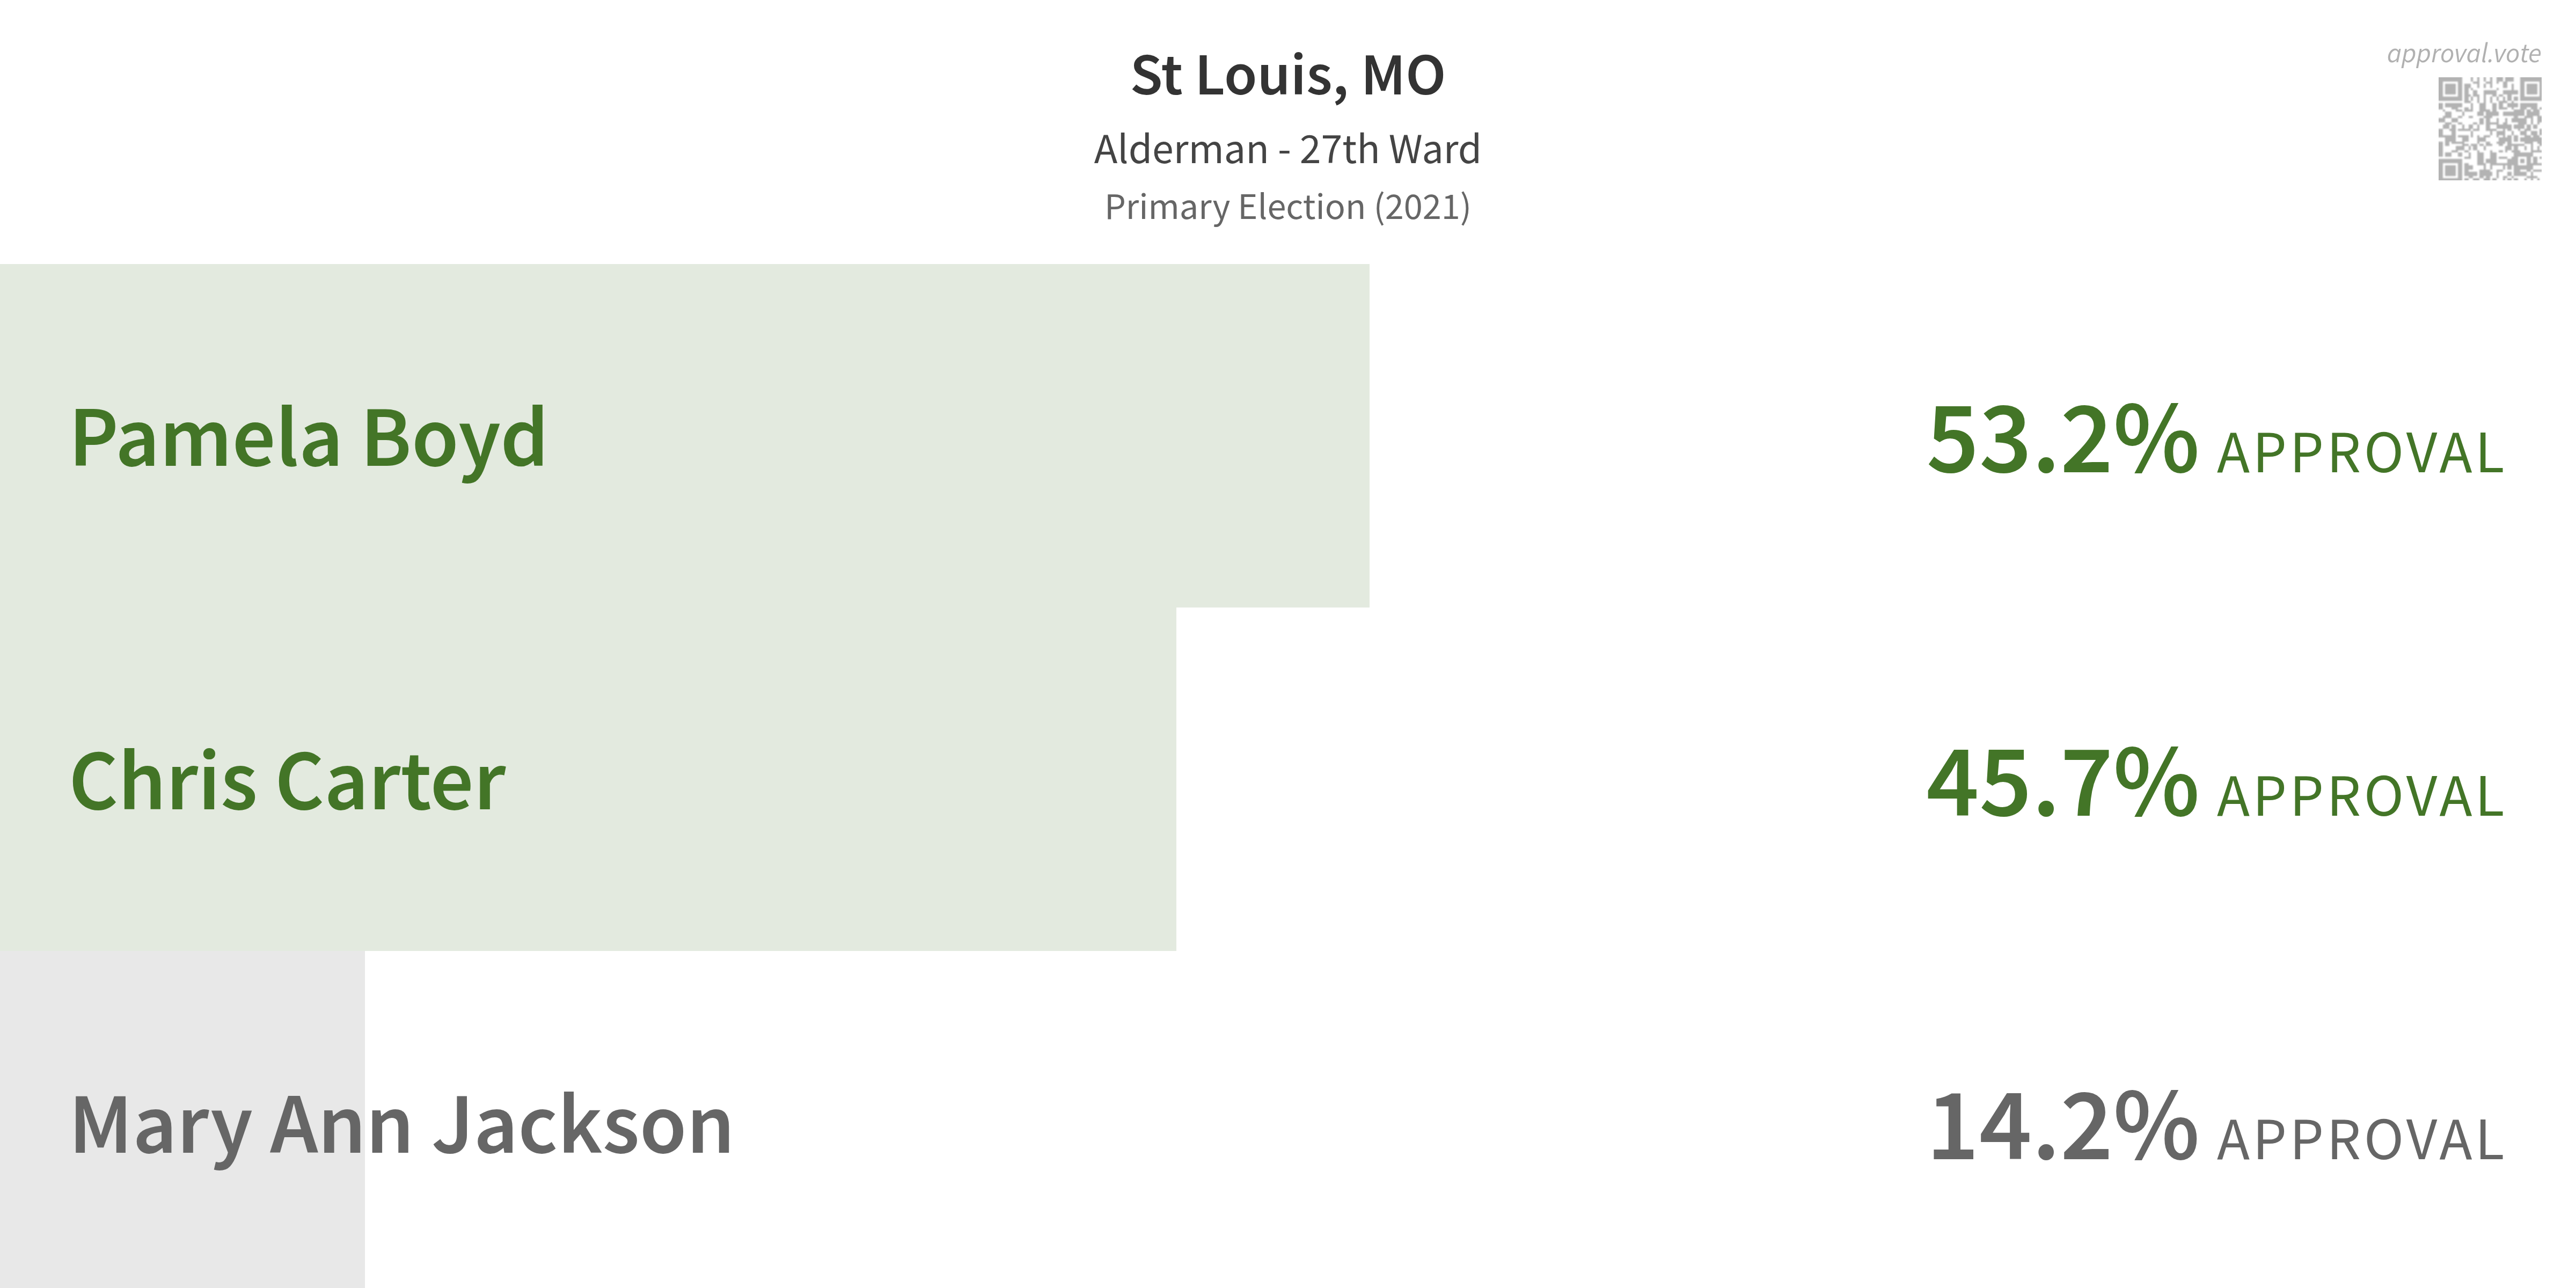 St Louis, MO
Alderman - 27th Ward
Primary Election (2021)
approval.vote
Pamela Boyd 53.2% APPROVAL
Chris Carter 45.7% APPROVAL
Mary Ann Jackson 14.2% APPROVAL